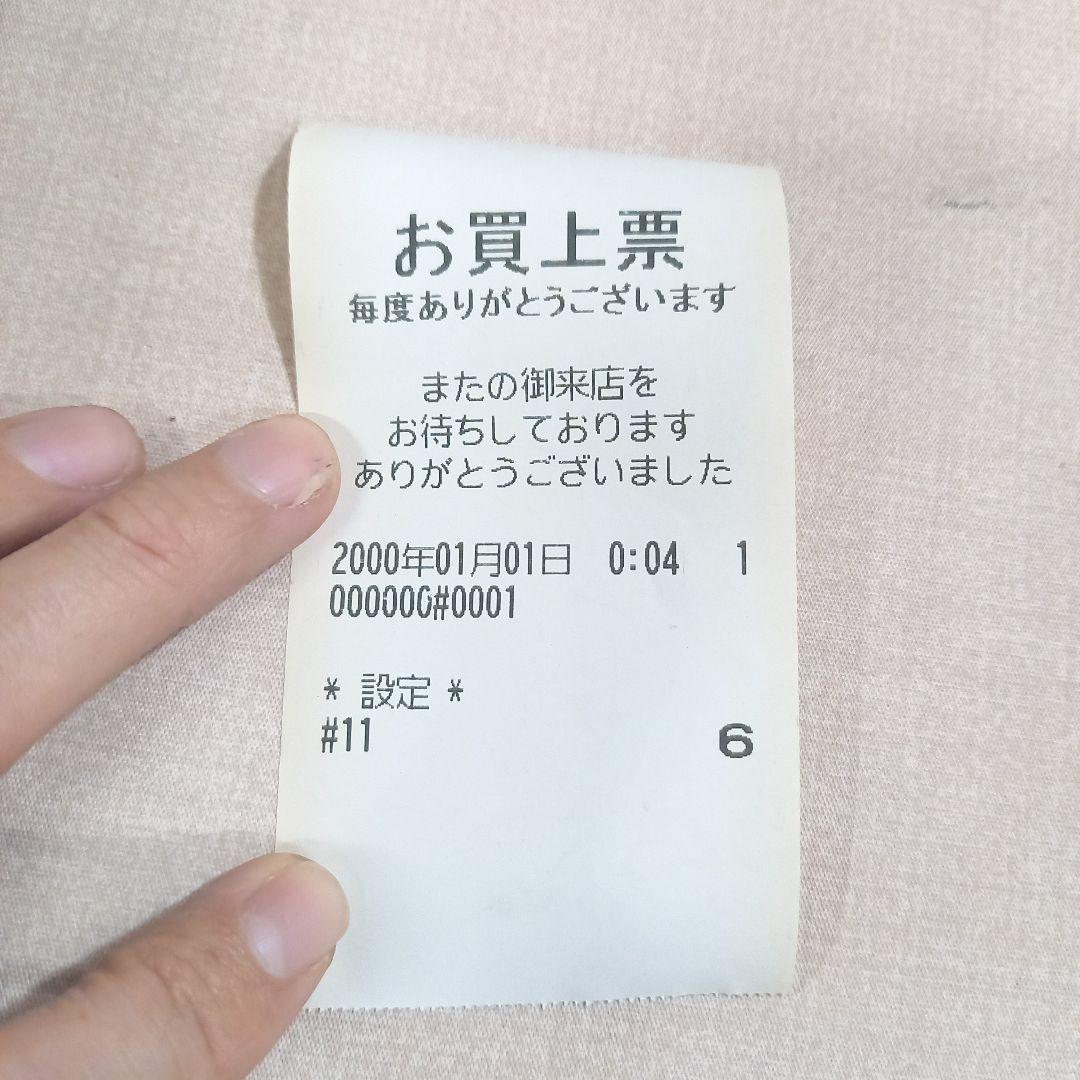 お買上票
毎度ありがとうございます
またの御来店を
お待ちしております
ありがとうございました
2000年01月01日 0:04 1
000000#0001
* 設定 *
#11 6